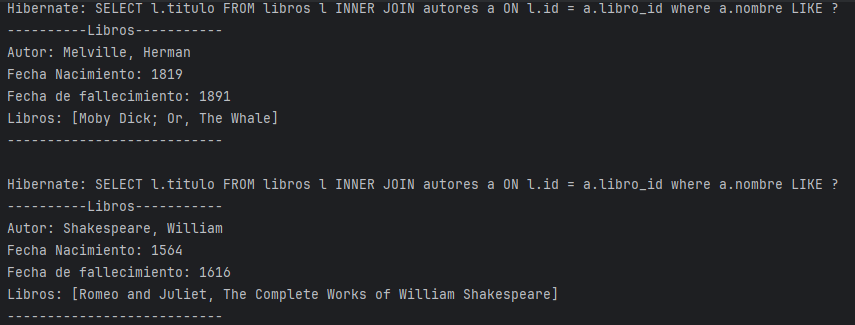 Hibernate: SELECT l.titulo FROM libros l INNER JOIN autores a ON l.id = a.libro_id where a.nombre LIKE ?
----------Libros-----------
Autor: Melville, Herman
Fecha Nacimiento: 1819
Fecha de fallecimiento: 1891
Libros: [Moby Dick; Or, The Whale]
---------------------------
Hibernate: SELECT l.titulo FROM libros l INNER JOIN autores a ON l.id = a.libro_id where a.nombre LIKE ?
----------Libros-----------
Autor: Shakespeare, William
Fecha Nacimiento: 1564
Fecha de fallecimiento: 1616
Libros: [Romeo and Juliet, The Complete Works of William Shakespeare]
---------------------------